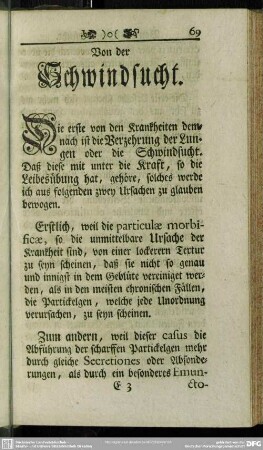 )o( 69
Von der
Schwindsucht.
Die erste von den Krankheiten dem-
nach ist die Verzehrung der Lun-
gen oder die Schwindsucht.
Daß diese mit unter die Kraft, so die
Leibesübung hat, gehöre, solches werde
ich aus folgenden zwey Ursachen zu glauben
bewogen.
Erstlich, weil die particulæ morbi-
ficæ, so die unmittelbare Ursache der
Krankheit sind, von einer lockerern Textur
zu seyn scheinen, daß sie nicht so genau
und innigst in dem Geblüte vereiniget wer-
den, als in den meisten chronischen Fällen,
die Partickelgen, welche jede Unordnung
verursachen, zu seyn scheinen.
Zum andern, weil dieser casus die
Abführung der scharffen Partickelgen mehr
durch gleiche Secretiones oder Absonde-
rungen, als durch ein besonderes Emun-
E 3 cto-
DFG